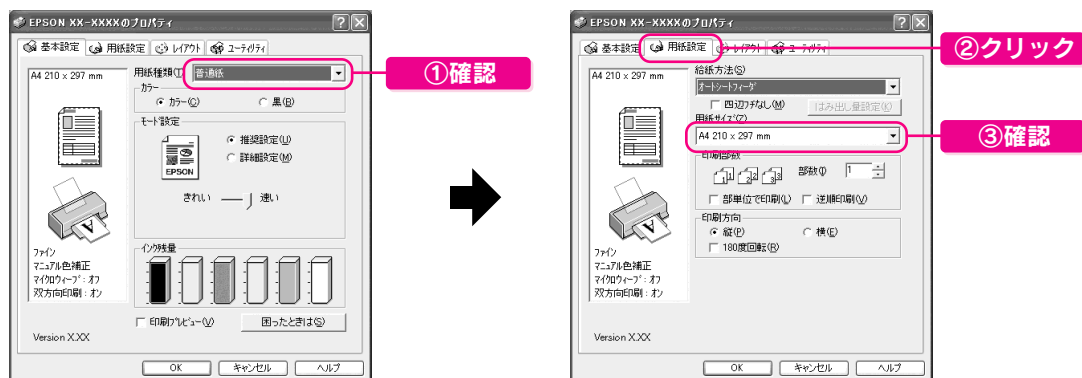 EPSON XX-XXXXのプロパティ
基本設定 用紙設定 レイアウト ユーティリティ
A4 210 x 297 mm
用紙種類(T) 普通紙
①確認
カラー
カラー(C) 黒(B)
モード設定
推奨設定(U)
詳細設定(M)
EPSON
きれい 速い
ファイン
マニュアル色補正
マイクロウィーブ：オフ
双方向印刷：オン
インク残量
印刷プレビュー(V) 困ったときは(S)
Version X.XX
OK キャンセル ヘルプ
EPSON XX-XXXXのプロパティ
基本設定 用紙設定 レイアウト ユーティリティ
②クリック
A4 210 x 297 mm
給紙方法(S)
オートシートフィーダ
四辺フチなし(M) はみ出し量設定(K)
用紙サイズ(Z)
A4 210 x 297 mm
③確認
印刷部数
部数(I) 1
部単位で印刷(L) 逆順印刷(V)
印刷方向
縦(P) 横(E)
180度回転(R)
ファイン
マニュアル色補正
マイクロウィーブ：オフ
双方向印刷：オン
Version X.XX
OK キャンセル ヘルプ